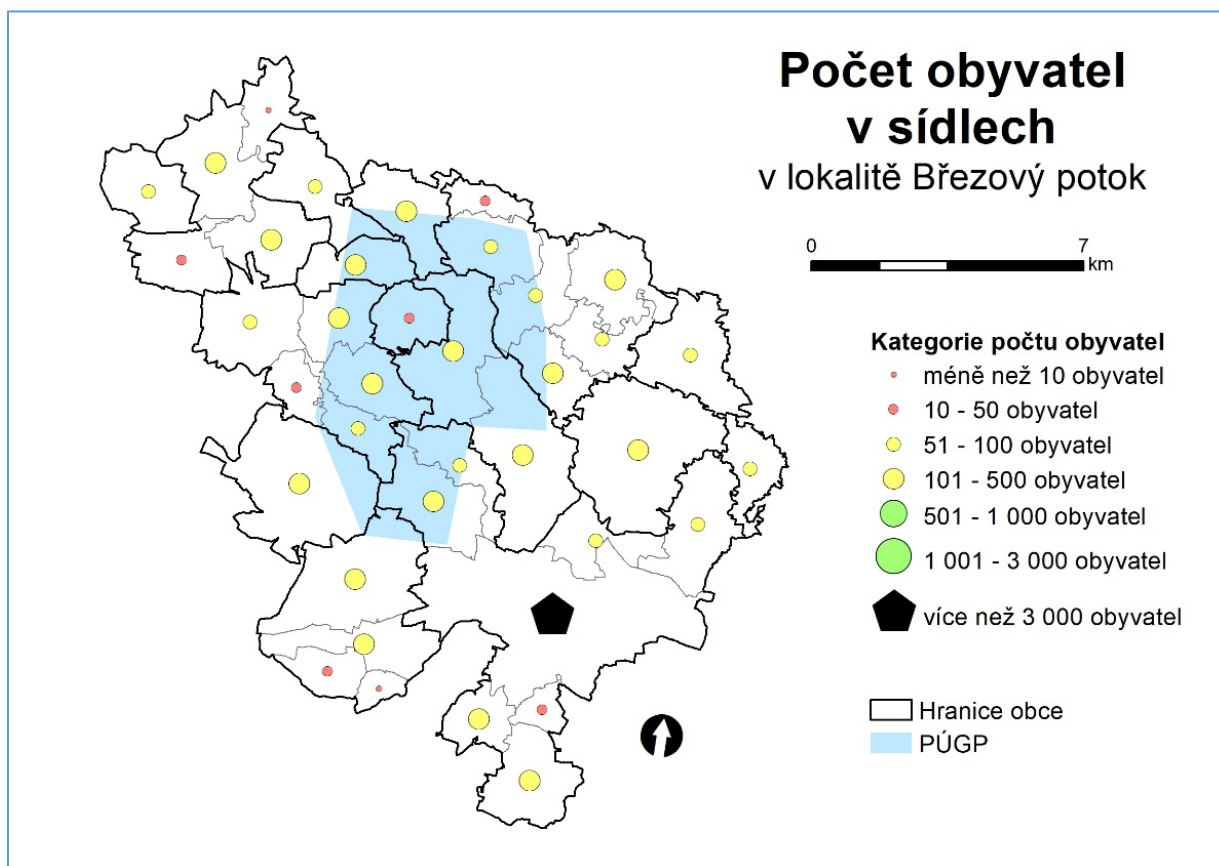 Počet obyvatel
v sídlech
v lokalitě Březový potok
0 7
km
Kategorie počtu obyvatel
méně než 10 obyvatel
10 - 50 obyvatel
51 - 100 obyvatel
101 - 500 obyvatel
501 - 1 000 obyvatel
1 001 - 3 000 obyvatel
více než 3 000 obyvatel
Hranice obce
PÚGP